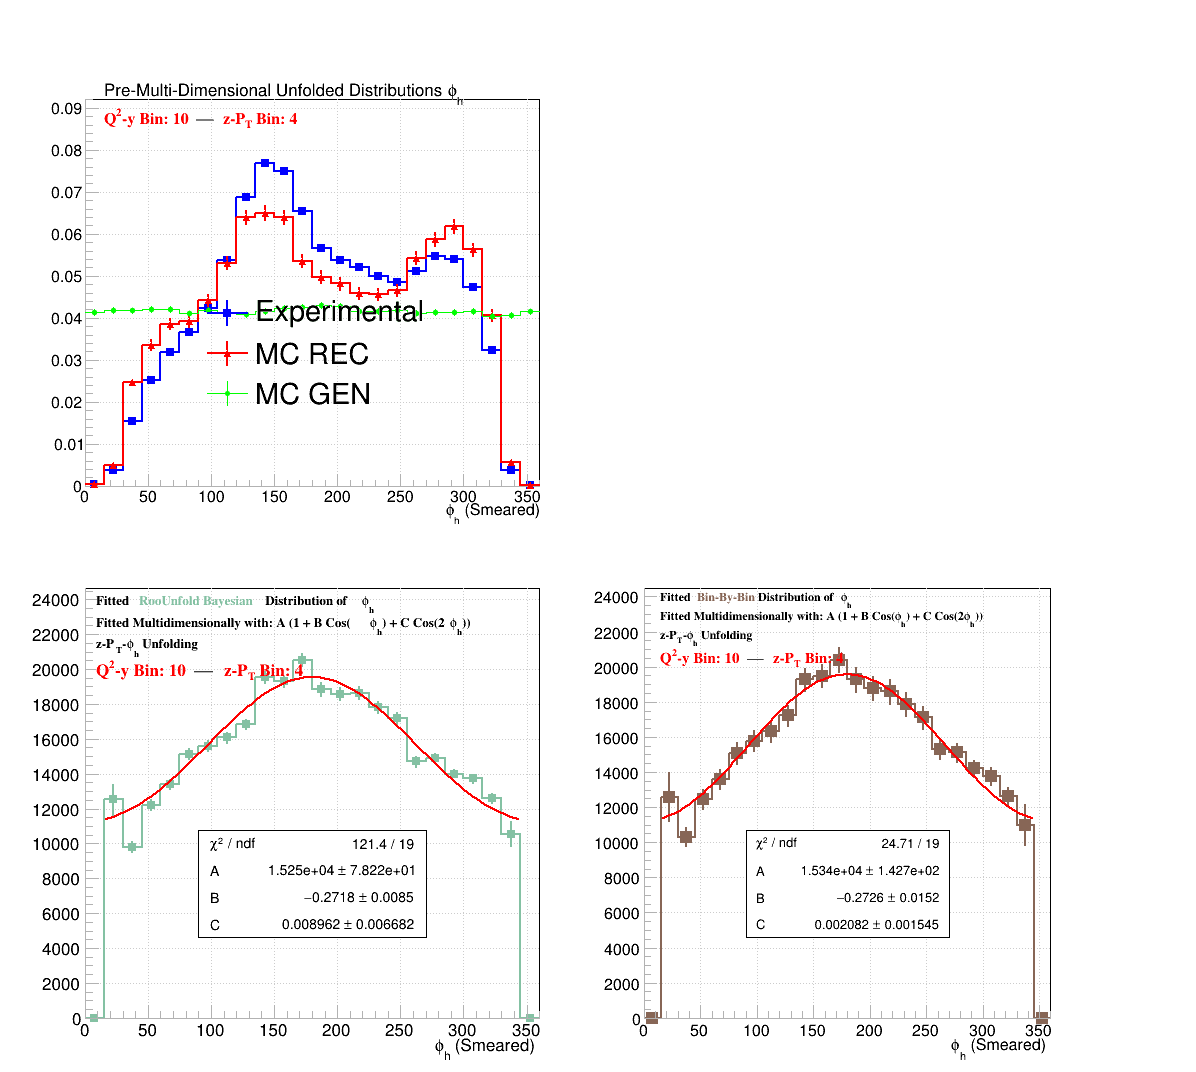 Pre-Multi-Dimensional Unfolded Distributions ϕh
Q²-y Bin: 10 — z-PT Bin: 4
0.09
0.08
0.07
0.06
0.05
0.04
0.03
0.02
0.01
0
Experimental
MC REC
MC GEN
0 50 100 150 200 250 300 350
ϕh (Smeared)
Fitted RooUnfold Bayesian Distribution of ϕh
Fitted Multidimensionally with: A (1 + B Cos( ϕh) + C Cos(2 ϕh))
z-PT-ϕh Unfolding
Q²-y Bin: 10 — z-PT Bin: 4
24000
22000
20000
18000
16000
14000
12000
10000
8000
6000
4000
2000
0
χ² / ndf 121.4 / 19
A 1.525e+04 ± 7.822e+01
B −0.2718 ± 0.0085
C 0.008962 ± 0.006682
0 50 100 150 200 250 300 350
ϕh (Smeared)
Fitted Bin-By-Bin Distribution of ϕh
Fitted Multidimensionally with: A (1 + B Cos(ϕh) + C Cos(2ϕh))
z-PT-ϕh Unfolding
Q²-y Bin: 10 — z-PT Bin: 4
24000
22000
20000
18000
16000
14000
12000
10000
8000
6000
4000
2000
0
χ² / ndf 24.71 / 19
A 1.534e+04 ± 1.427e+02
B −0.2726 ± 0.0152
C 0.002082 ± 0.001545
0 50 100 150 200 250 300 350
ϕh (Smeared)